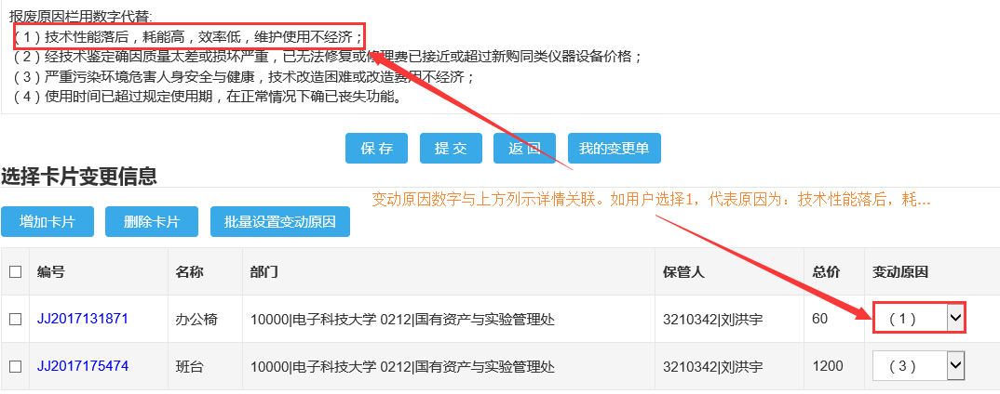 报废原因栏用数字代替:
（1）技术性能落后，耗能高，效率低，维护使用不经济；
（2）经技术鉴定确因质量太差或损坏严重，已无法修复或修理费已接近或超过新购同类仪器设备价格；
（3）严重污染环境危害人身安全与健康，技术改造困难或改造费用不经济；
（4）使用时间已超过规定使用期，在正常情况下确已丧失功能。
保 存 提 交 返 回 我的变更单
选择卡片变更信息
变动原因数字与上方列示详情关联。如用户选择1，代表原因为：技术性能落后，耗...
增加卡片 删除卡片 批量设置变动原因
编号 名称 部门 保管人 总价 变动原因
JJ2017131871 办公椅 10000|电子科技大学 0212|国有资产与实验管理处 3210342|刘洪宇 60 （1）
JJ2017175474 班台 10000|电子科技大学 0212|国有资产与实验管理处 3210342|刘洪宇 1200 （3）